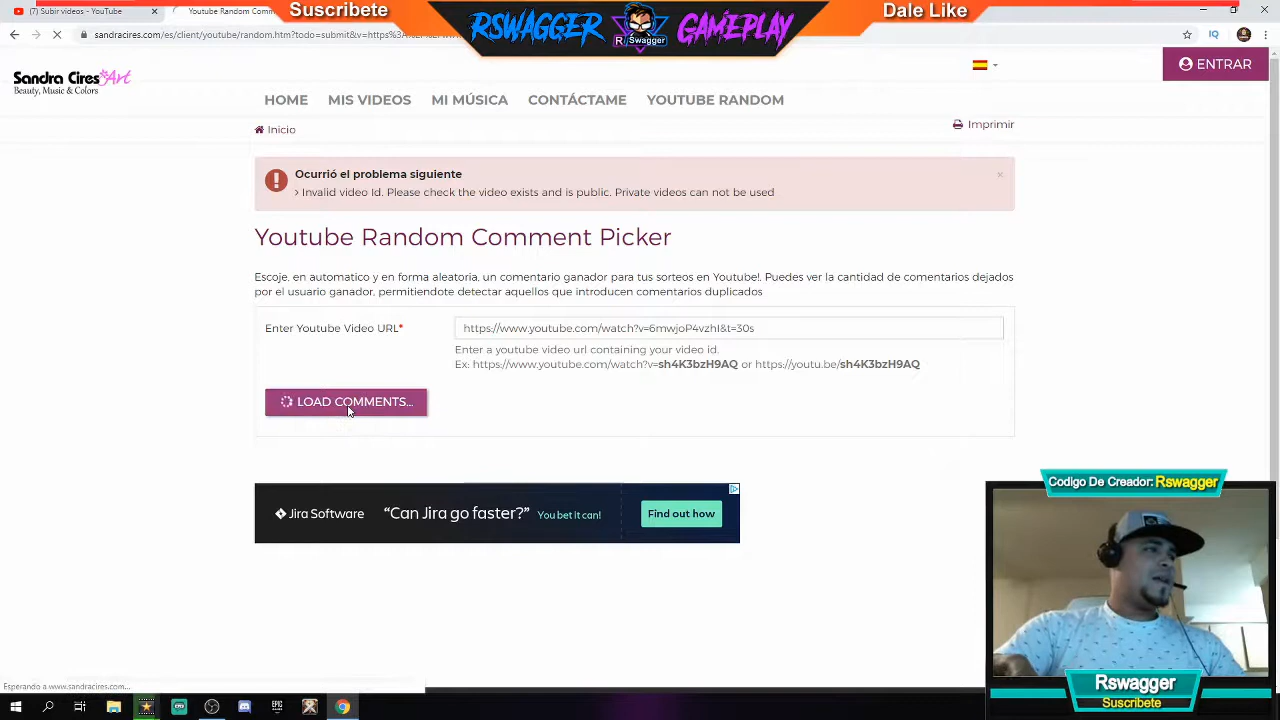 Suscribete
RSWAGGER
R/Swagger
GAMEPLAY
Dale Like
(7) Subir videos - YouTube
Youtube Random Comm
sandracires.com/es/client/youtube/random.htm?todo=submit&v=https%3A
IQ
Sandra Cires Art
Beauty, Music & Colors
ENTRAR
HOME
MIS VIDEOS
MI MÚSICA
CONTÁCTAME
YOUTUBE RANDOM
Inicio
Imprimir
Ocurrió el problema siguiente
> Invalid video Id. Please check the video exists and is public. Private videos can not be used
×
Youtube Random Comment Picker
Escoje, en automatico y en forma aleatoria, un comentario ganador para tus sorteos en Youtube!. Puedes ver la cantidad de comentarios dejados
por el usuario ganador, permitiendote detectar aquellos que introducen comentarios duplicados
Enter Youtube Video URL*
https://www.youtube.com/watch?v=6mwjoP4vzhI&t=30s
Enter a youtube video url containing your video id.
Ex: https://www.youtube.com/watch?v=sh4K3bzH9AQ or https://youtu.be/sh4K3bzH9AQ
LOAD COMMENTS...
Jira Software
“Can Jira go faster?”
You bet it can!
Find out how
Codigo De Creador: Rswagger
Rswagger
Suscribete
Esperando a www.sandracires.com...
EPIC